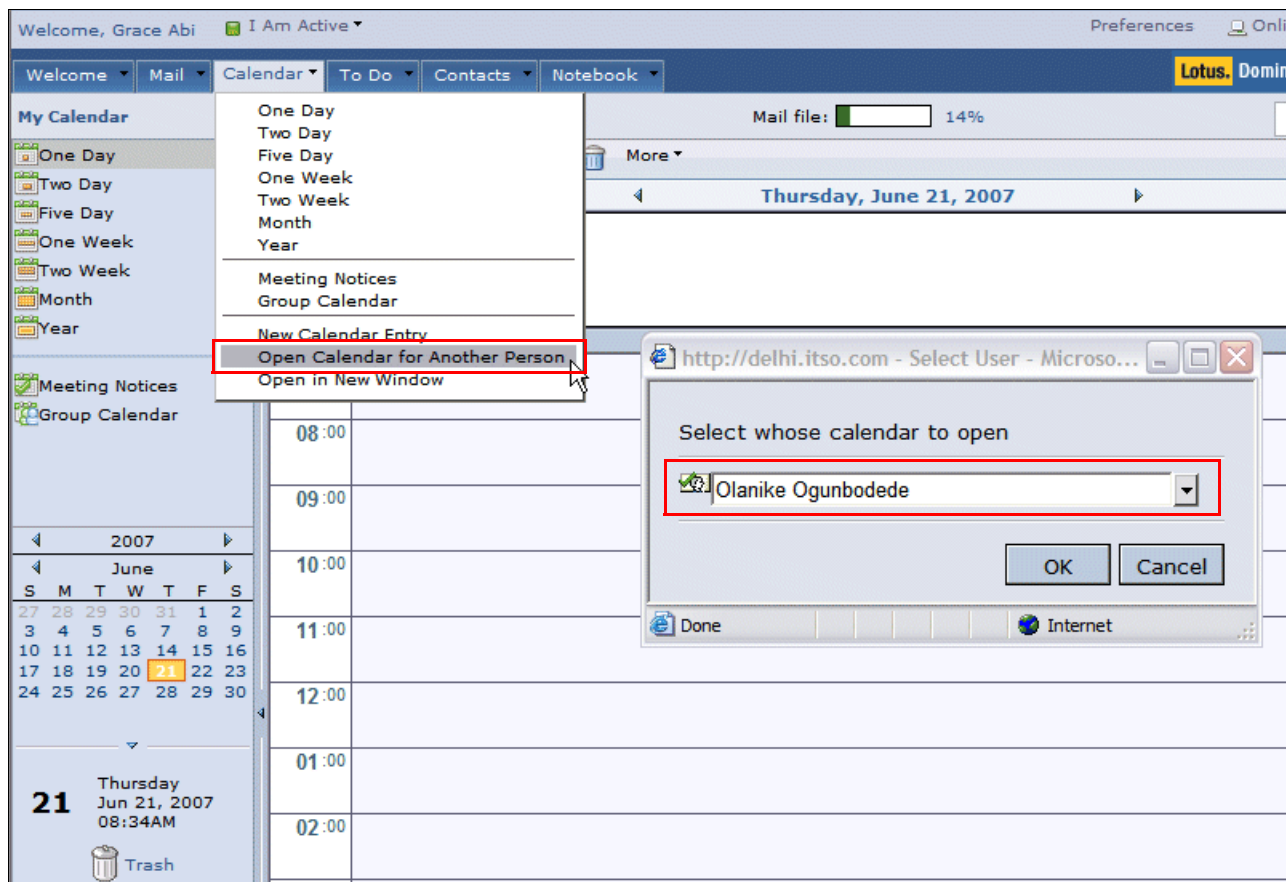 Welcome, Grace Abi I Am Active Preferences
Welcome Mail Calendar To Do Contacts Notebook Lotus.
My Calendar
One Day
Two Day
Five Day
One Week
Two Week
Month
Year
Meeting Notices
Group Calendar
One Day
Two Day
Five Day
One Week
Two Week
Month
Year
Meeting Notices
Group Calendar
New Calendar Entry
Open Calendar for Another Person
Open in New Window
Mail file: 14%
More
Thursday, June 21, 2007
http://delhi.itso.com - Select User - Microso...
Select whose calendar to open
Olanike Ogunbodede
OK Cancel
Done Internet
08:00
09:00
10:00
11:00
12:00
01:00
02:00
2007
June
S M T W T F S
27 28 29 30 31 1 2
3 4 5 6 7 8 9
10 11 12 13 14 15 16
17 18 19 20 21 22 23
24 25 26 27 28 29 30
21
Thursday
Jun 21, 2007
08:34AM
Trash